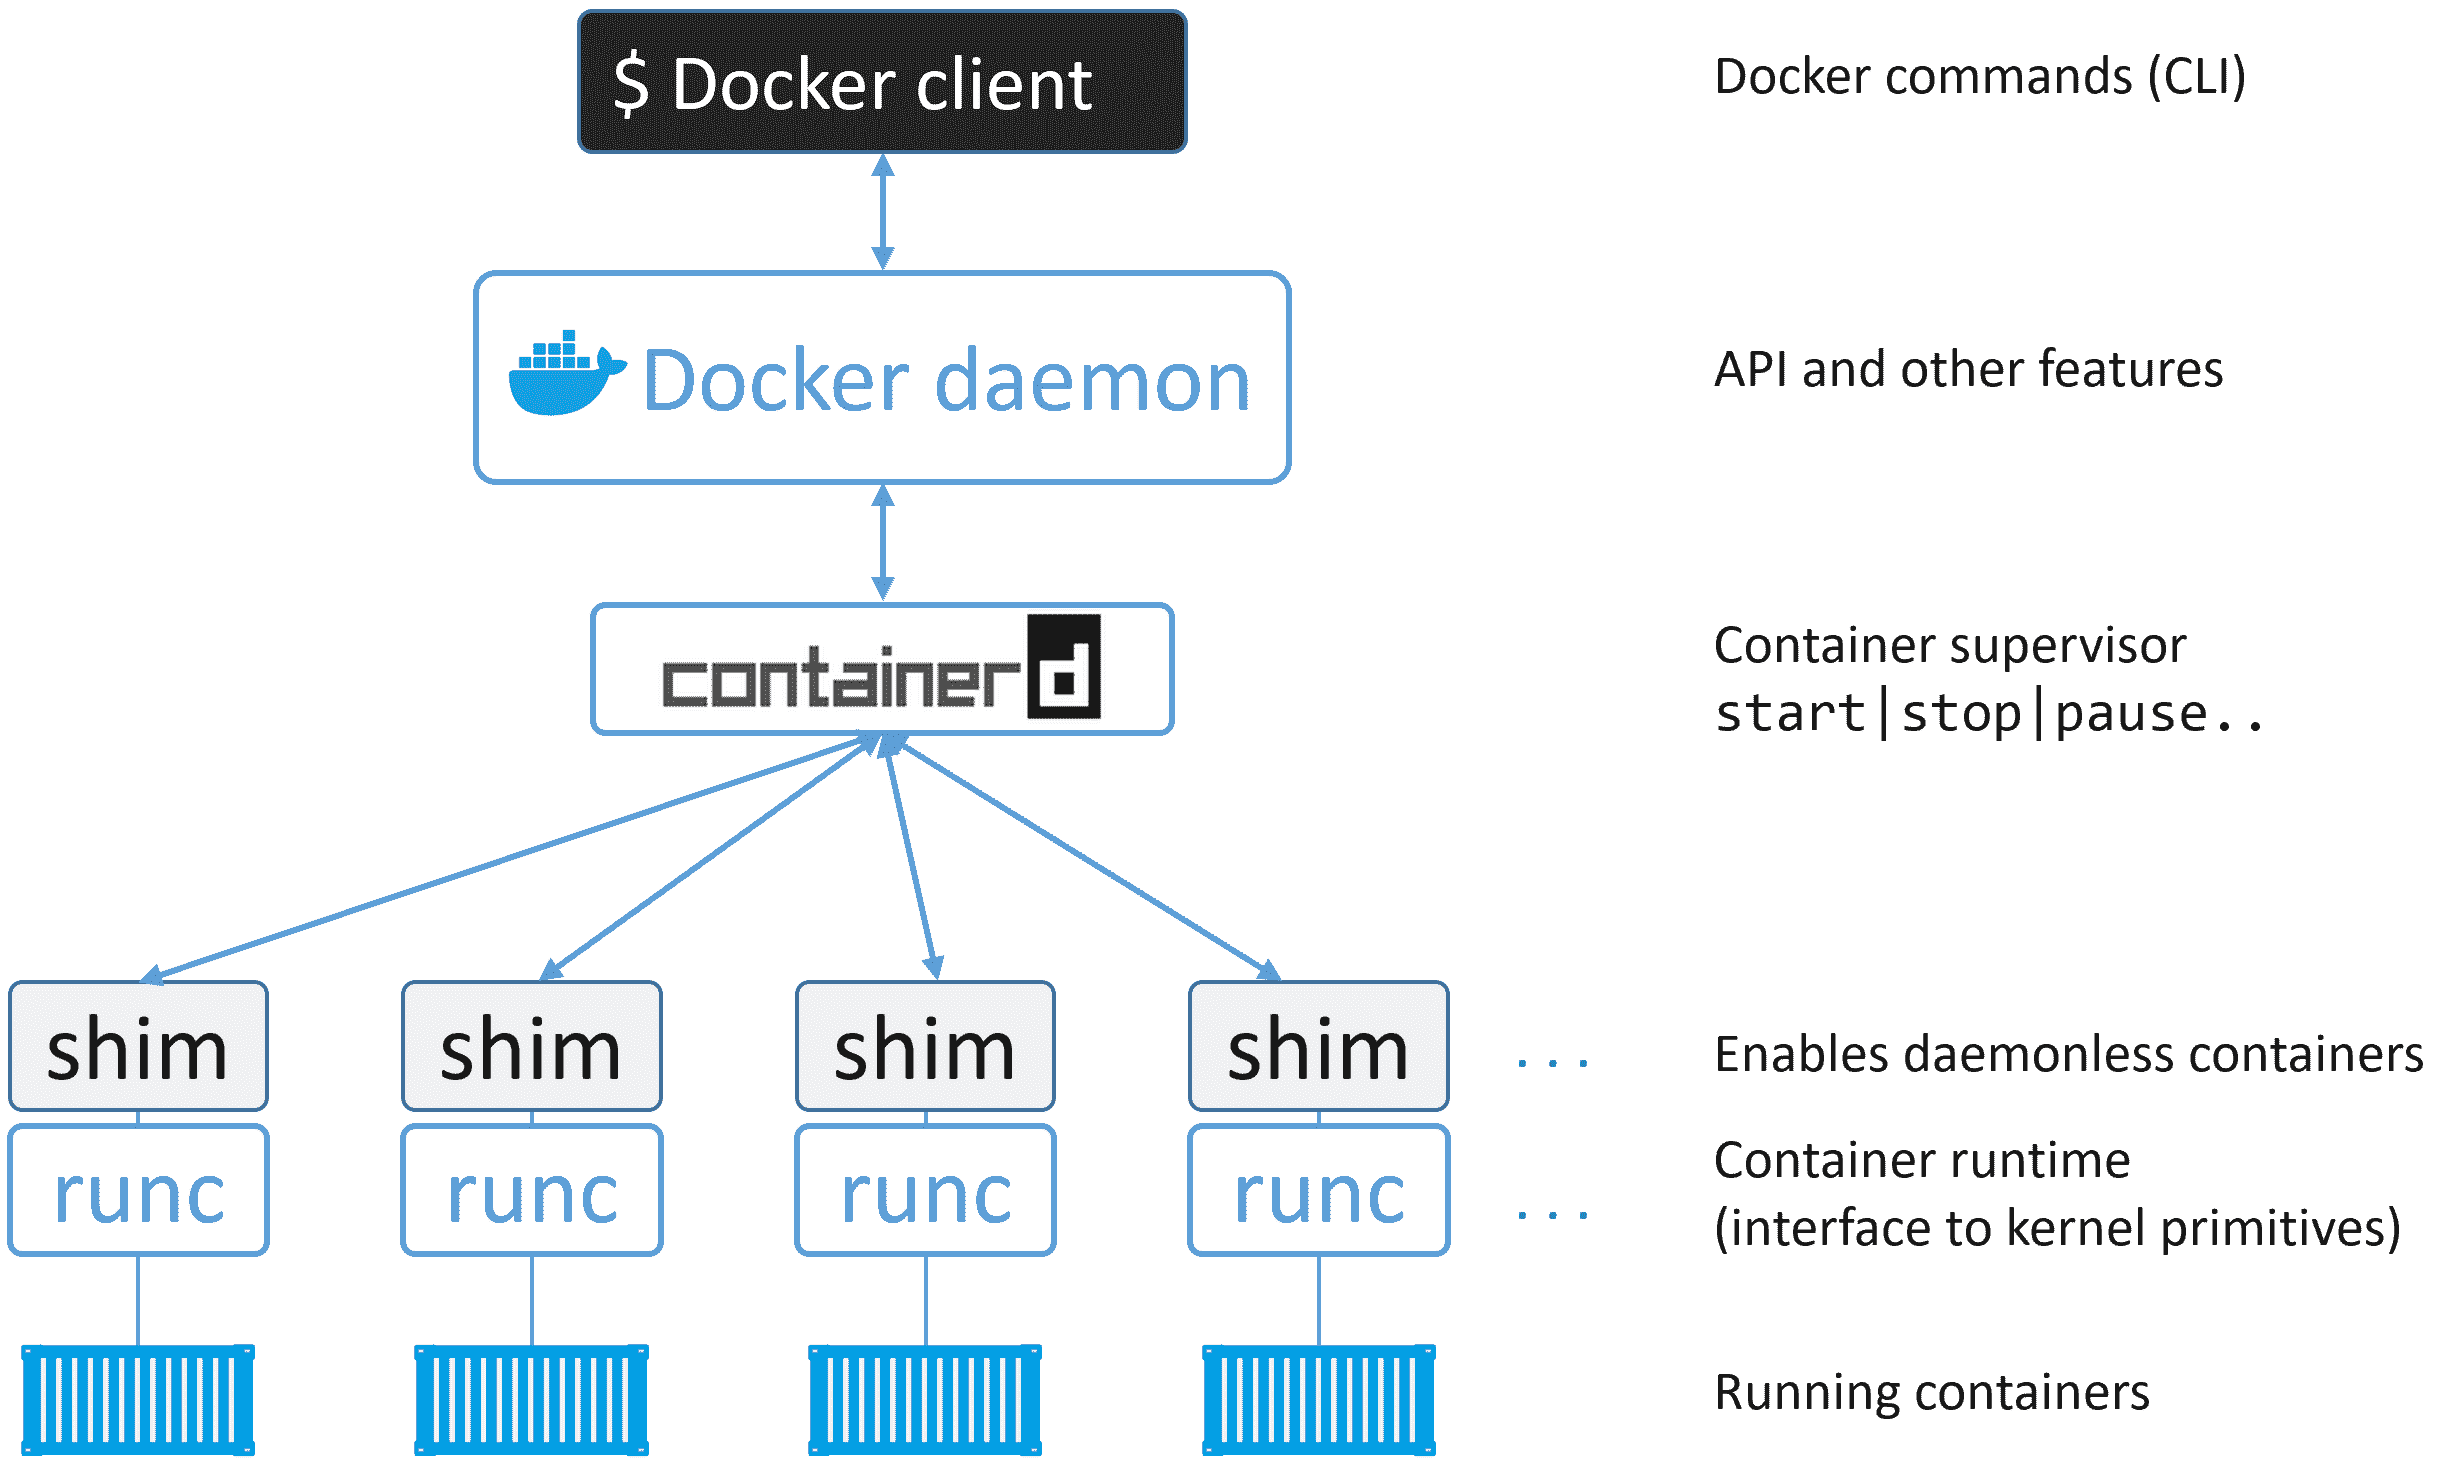 $ Docker client
Docker commands (CLI)
Docker daemon
API and other features
containerd
Container supervisor
start|stop|pause..
shim shim shim shim ...
Enables daemonless containers
runc runc runc runc ...
Container runtime
(interface to kernel primitives)
Running containers